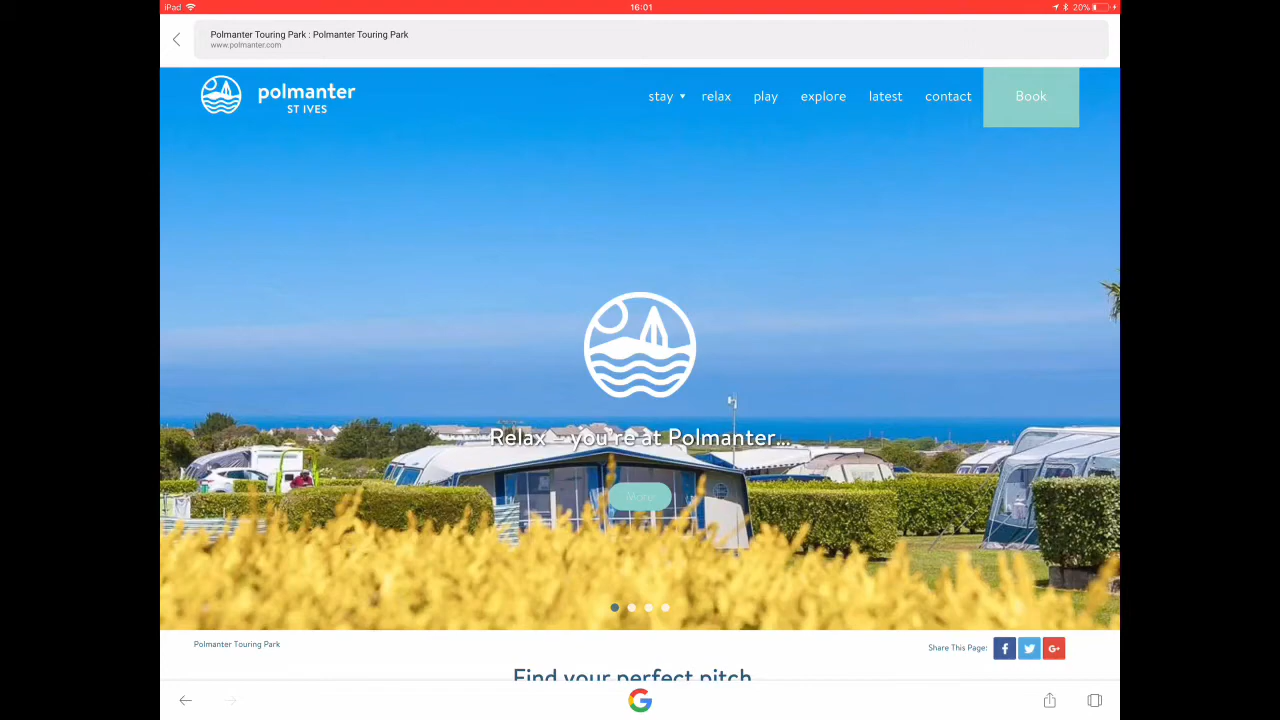 iPad 16:01 20%
Polmanter Touring Park : Polmanter Touring Park
www.polmanter.com
polmanter
ST IVES
stay relax play explore latest contact Book
Relax – you're at Polmanter...
More
Polmanter Touring Park
Share This Page:
Find your perfect pitch